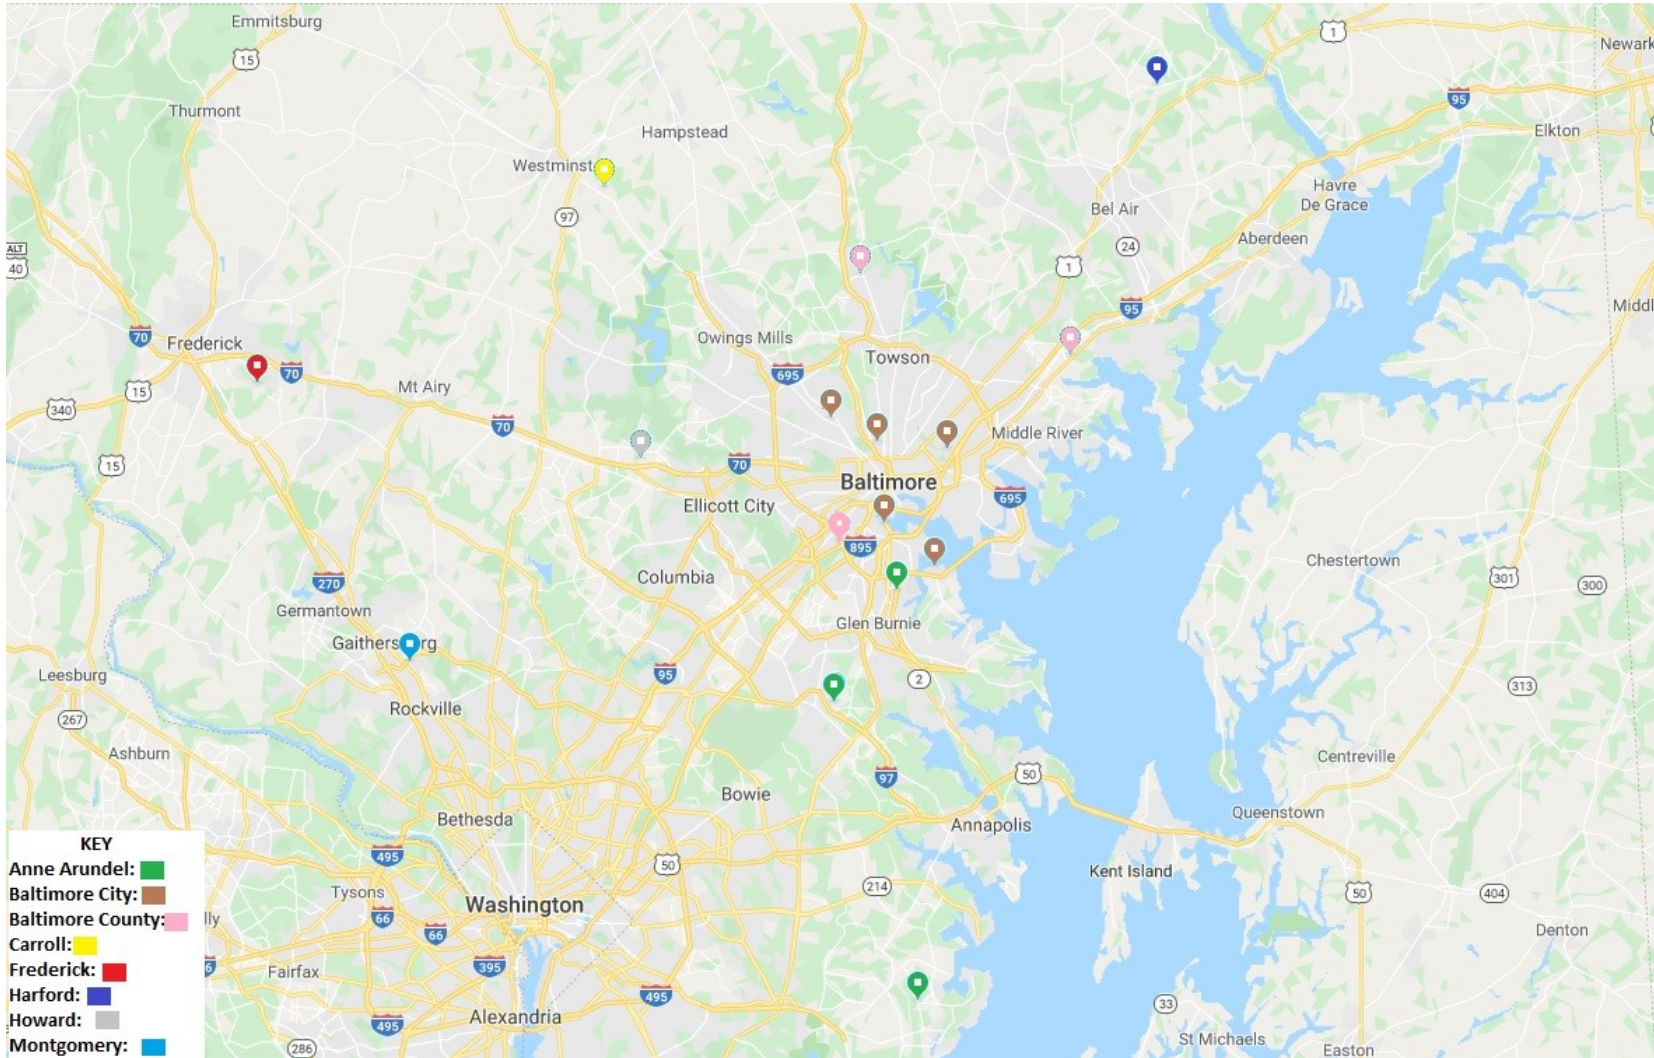 Emmitsburg
1
Newark
15
95
Thurmont
Hampstead
Elkton
Westminst
Havre
De Grace
Bel Air
97
Aberdeen
24
ALT
40
1
95
Middl
70
Frederick
Owings Mills
Towson
70
695
15
Mt Airy
340
70
Middle River
15
70
Baltimore
695
Ellicott City
895
Chestertown
Columbia
301
300
270
Germantown
Glen Burnie
Gaithers rg
Leesburg
95
2
313
Rockville
267
Ashburn
Centreville
50
97
Bowie
Queenstown
Bethesda
Annapolis
KEY
495
50
Kent Island
Anne Arundel:
214
Tysons
50
404
Baltimore City:
Washington
66
Baltimore County:
lly
66
Denton
Carroll:
6
395
Frederick:
Fairfax
495
Harford:
33
Howard:
Alexandria
495
St Michaels
Montgomery:
286
Easton